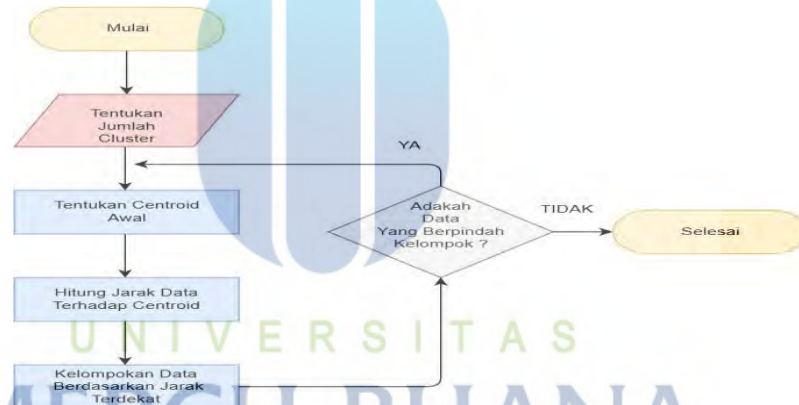 Mulai
Tentukan
Jumlah
Cluster
YA
Tentukan Centroid
Awal
Adakah
Data
Yang Berpindah
Kelompok ?
TIDAK
Selesai
Hitung Jarak Data
Terhadap Centroid
UNIVERSITAS
Kelompokan Data
Berdasarkan Jarak
Terdekat